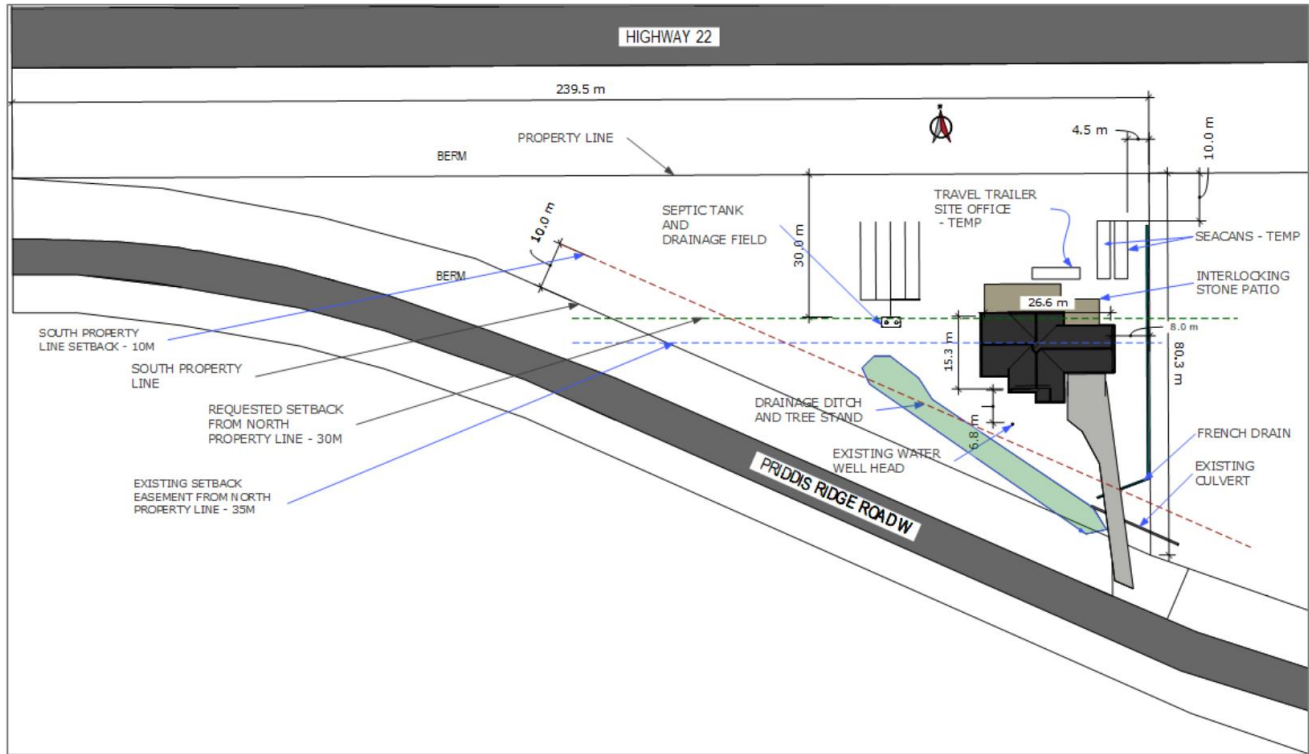 HIGHWAY 22
239.5 m
4.5 m
10.0 m
PROPERTY LINE
BERM
TRAVEL TRAILER
SITE OFFICE
- TEMP
SEPTIC TANK
AND
DRAINAGE FIELD
30.0 m
10.0 m
SEACANS - TEMP
BERM
INTERLOCKING
STONE PATIO
26.6 m
8.0 m
15.3 m
80.3 m
SOUTH PROPERTY
LINE SETBACK - 10M
SOUTH PROPERTY
LINE
REQUESTED SETBACK
FROM NORTH
PROPERTY LINE - 30M
DRAINAGE DITCH
AND TREE STAND
6.8 m
EXISTING WATER
WELL HEAD
FRENCH DRAIN
EXISTING
CULVERT
EXISTING SETBACK
EASEMENT FROM NORTH
PROPERTY LINE - 35M
PRIDDIS RIDGE ROAD W